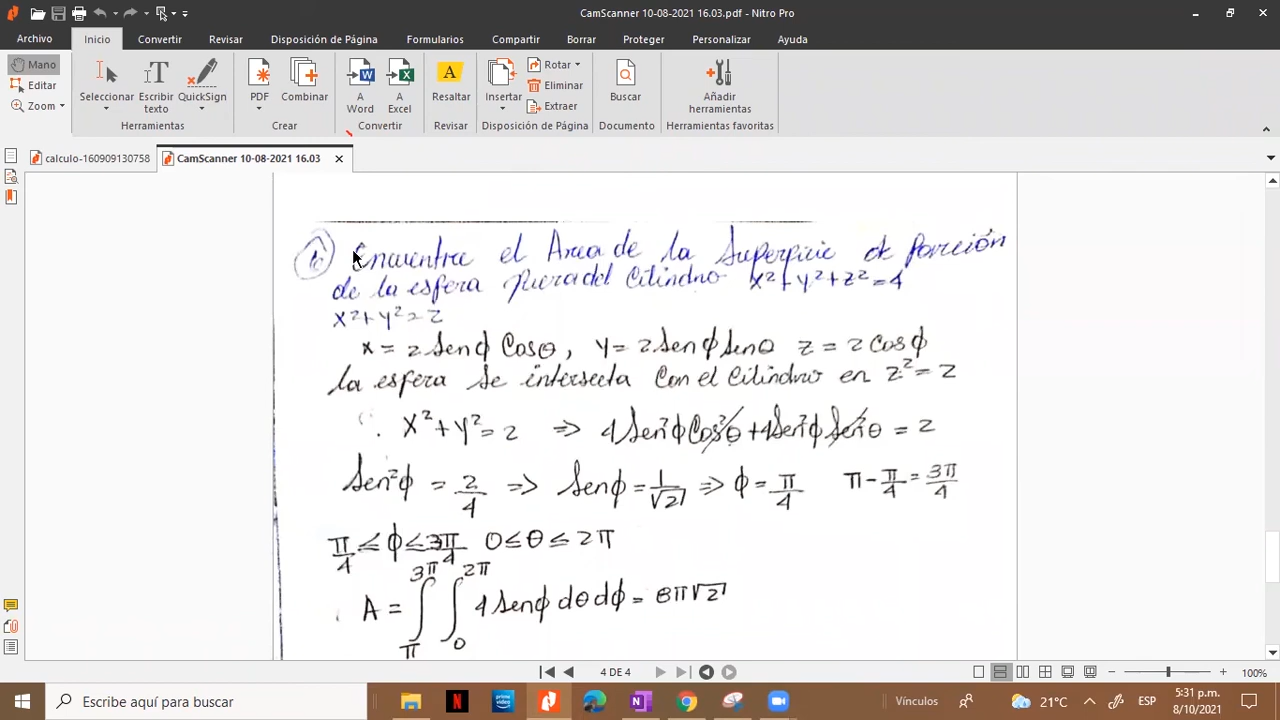 CamScanner 10-08-2021 16.03.pdf - Nitro Pro
Archivo Inicio Convertir Revisar Disposición de Página Formularios Compartir Borrar Proteger Personalizar Ayuda
Mano
Editar
Zoom
Seleccionar
Escribir texto
QuickSign
Herramientas
PDF
Combinar
Crear
A Word
A Excel
Convertir
Resaltar
Revisar
Insertar
Rotar
Eliminar
Extraer
Disposición de Página
Buscar
Documento
Añadir herramientas
Herramientas favoritas
calculo-160909130758
CamScanner 10-08-2021 16.03
Encuentre el Area de la Superficie de porción
de la esfera fuera del Cilindro x²+y²+z²=4
x²+y²=2
x = 2 Senϕ Cosθ, y = 2 Senϕ Senθ z = 2 Cosϕ
la esfera se intersecta con el Cilindro en z²=2
∴ x²+y²=2 ⇒ 4 Sen²ϕ Cos²θ + 4 Sen²ϕ Sen²θ = 2
Sen²ϕ = 2/4 ⇒ Senϕ = 1/√2 ⇒ ϕ = π/4 π - π/4 = 3π/4
π/4 ≤ ϕ ≤ 3π/4 0 ≤ θ ≤ 2π
3π 2π
A = ∫ ∫ 4 Senϕ dθ dϕ = 8π√2
π 0
4 DE 4
100%
Escribe aquí para buscar
Vínculos
21°C
ESP
5:31 p.m.
8/10/2021